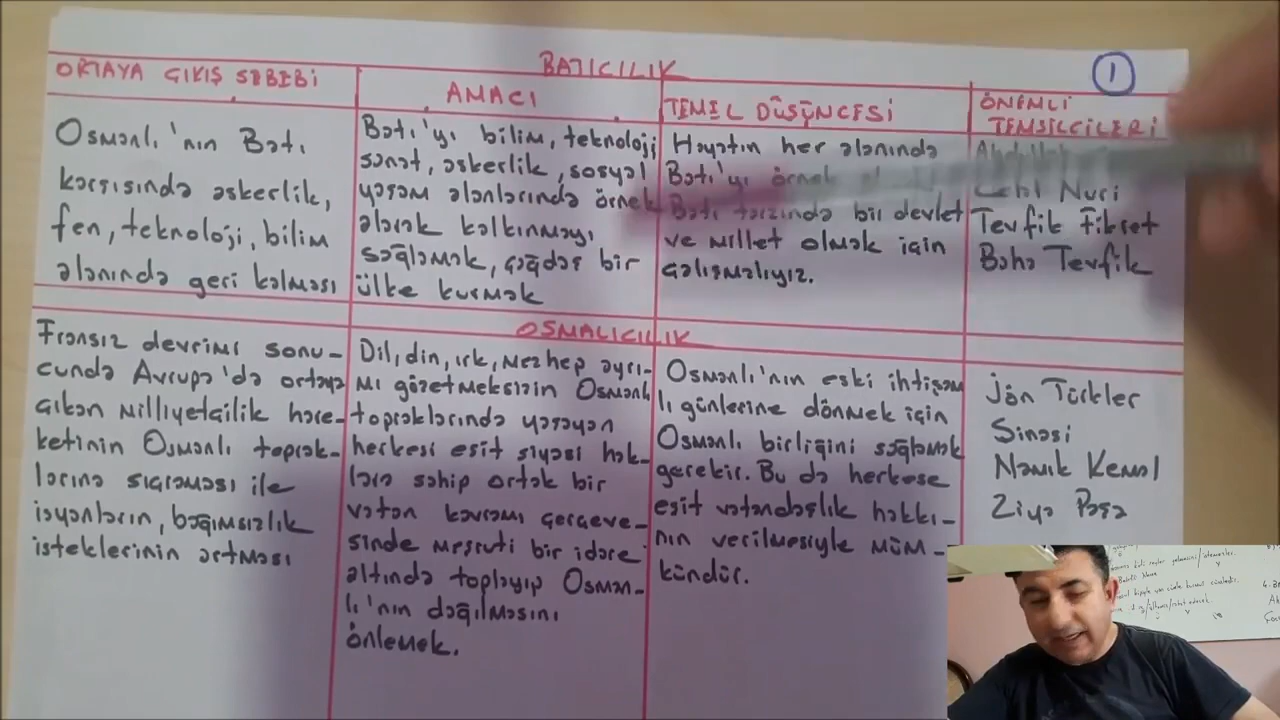 BATICILIK
1
ORTAYA ÇIKIŞ SEBEBİ
Osmanlı'nın Batı
karşısında askerlik,
fen, teknoloji, bilim
alanında geri kalması
AMACI
Batı'yı bilim, teknoloji,
sanat, askerlik, sosyal
yaşam alanlarında örnek
alarak kalkınmayı
sağlamak, çağdaş bir
ülke kurmak
TEMEL DÜŞÜNCESİ
Hayatın her alanında
Batı'yı örnek
Batı tarzında bir devlet
ve millet olmak için
çalışmalıyız.
ÖNEMLİ
TEMSİLCİLERİ
Celal Nuri
Tevfik Fikret
Baha Tevfik
OSMALICILIK
Fransız devrimi sonu-
cunda Avrupa'da ortaya
çıkan milliyetçilik hare-
ketinin Osmanlı toprak-
larına sıçraması ile
isyanların, bağımsızlık
isteklerinin artması
Dil, din, ırk, mezhep ayrı-
mı gözetmeksizin Osmanlı
topraklarında yaşayan
herkesi eşit siyasi hak-
lara sahip ortak bir
vatan kavramı çerçeve-
sinde meşruti bir idare
altında toplayıp Osman-
lı'nın dağılmasını
önlemek.
Osmanlı'nın eski ihtişam
lı günlerine dönmek için
Osmanlı birliğini sağlamak
gerekir. Bu da herkese
eşit vatandaşlık hakkı-
nın verilmesiyle müm-
kündür.
Jön Türkler
Şinasi
Namık Kemal
Ziya Paşa